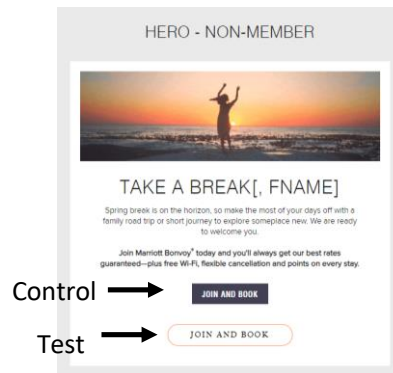 HERO - NON-MEMBER
TAKE A BREAK[, FNAME]
Spring break is on the horizon, so make the most of your days off with a
family road trip or short journey to explore someplace new. We are ready
to welcome you.
Join Marriott Bonvoy® today and you'll always get our best rates
guaranteed—plus free Wi-Fi, flexible cancellation and points on every stay.
Control
JOIN AND BOOK
Test
JOIN AND BOOK